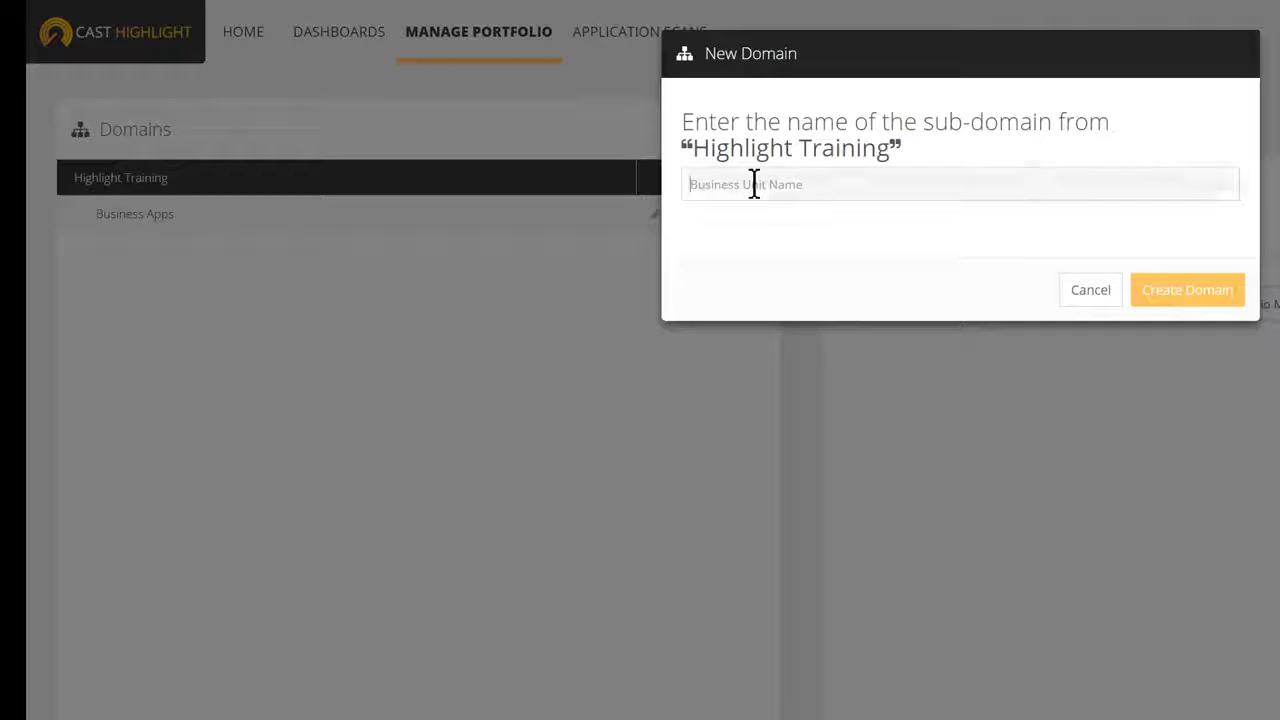 CAST HIGHLIGHT
HOME DASHBOARDS MANAGE PORTFOLIO APPLICATION SCANS
New Domain
Domains
Enter the name of the sub-domain from
“Highlight Training”
Highlight Training
Business Unit Name
Business Apps
Cancel Create Domain